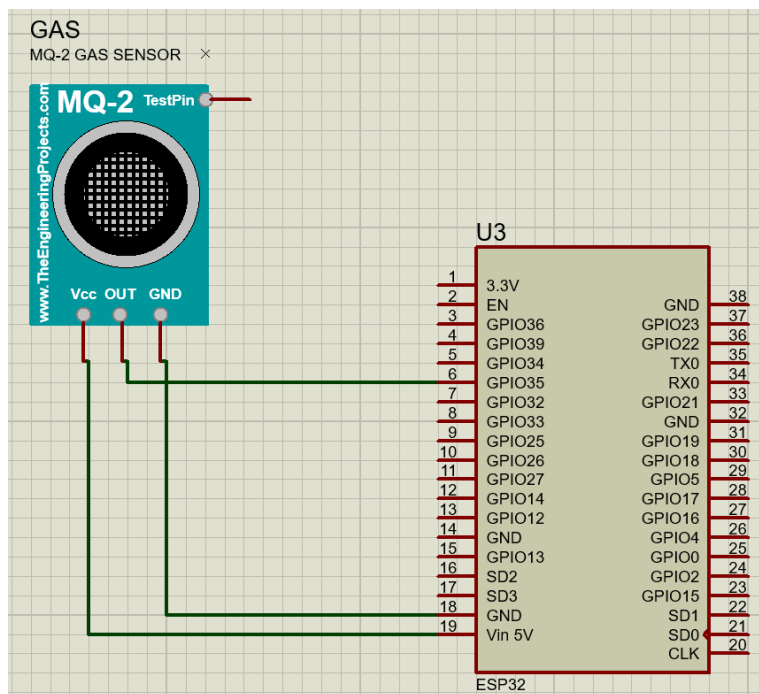 GAS
MQ-2 GAS SENSOR
MQ-2 TestPin
www.TheEngineeringProjects.com
Vcc OUT GND
U3
1 3.3V
2 EN
3 GPIO36
4 GPIO39
5 GPIO34
6 GPIO35
7 GPIO32
8 GPIO33
9 GPIO25
10 GPIO26
11 GPIO27
12 GPIO14
13 GPIO12
14 GND
15 GPIO13
16 SD2
17 SD3
18 GND
19 Vin 5V
GND 38
GPIO23 37
GPIO22 36
TX0 35
RX0 34
GPIO21 33
GND 32
GPIO19 31
GPIO18 30
GPIO5 29
GPIO17 28
GPIO16 27
GPIO4 26
GPIO0 25
GPIO2 24
GPIO15 23
SD1 22
SD0 21
CLK 20
ESP32